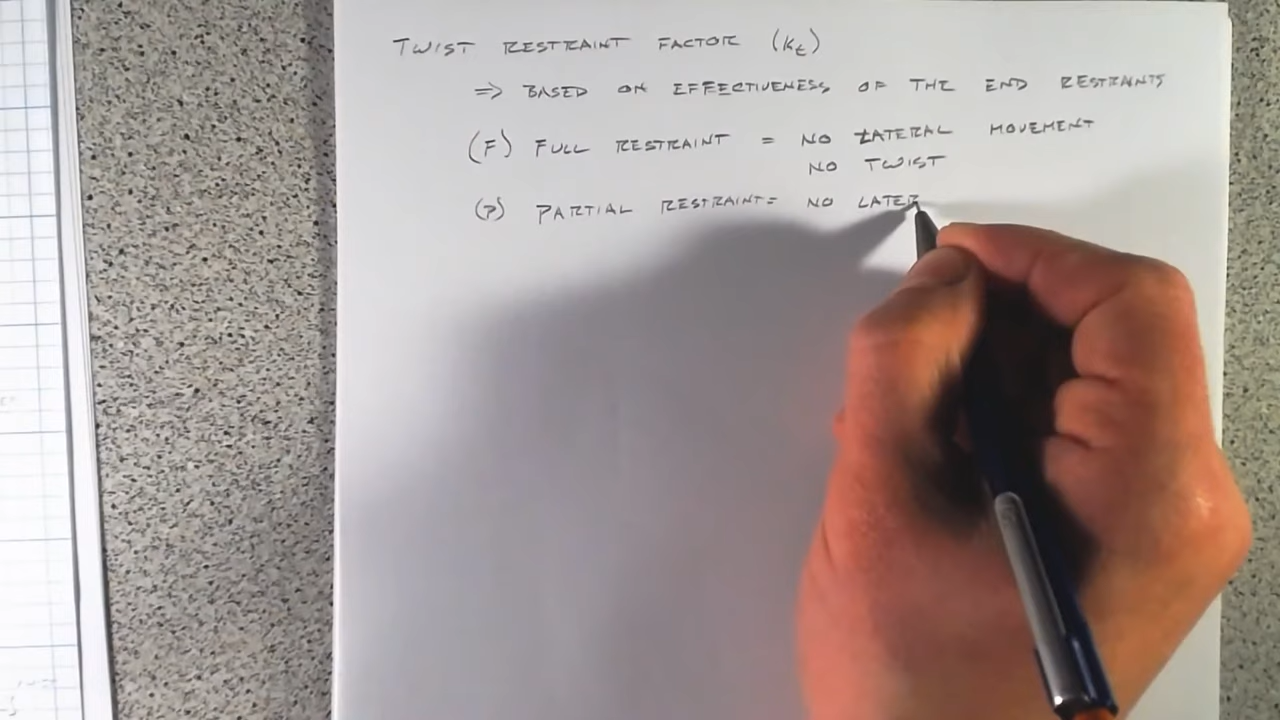 TWIST RESTRAINT FACTOR (kt)
=> BASED ON EFFECTIVENESS OF THE END RESTRAINTS
(F) FULL RESTRAINT = NO LATERAL MOVEMENT
NO TWIST
(P) PARTIAL RESTRAINT = NO LATER